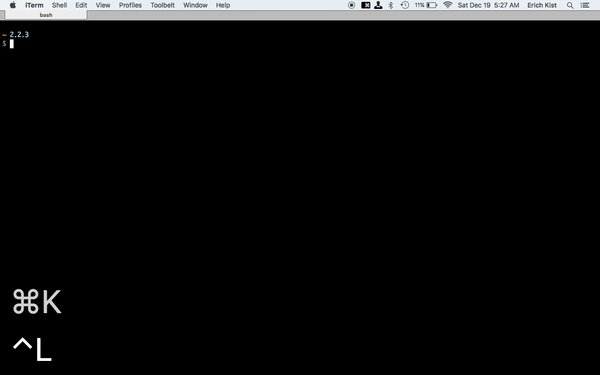 iTerm Shell Edit View Profiles Toolbelt Window Help 11% Sat Dec 19 5:27 AM Erich Kist
bash
~ 2.2.3
$
⌘K
^L